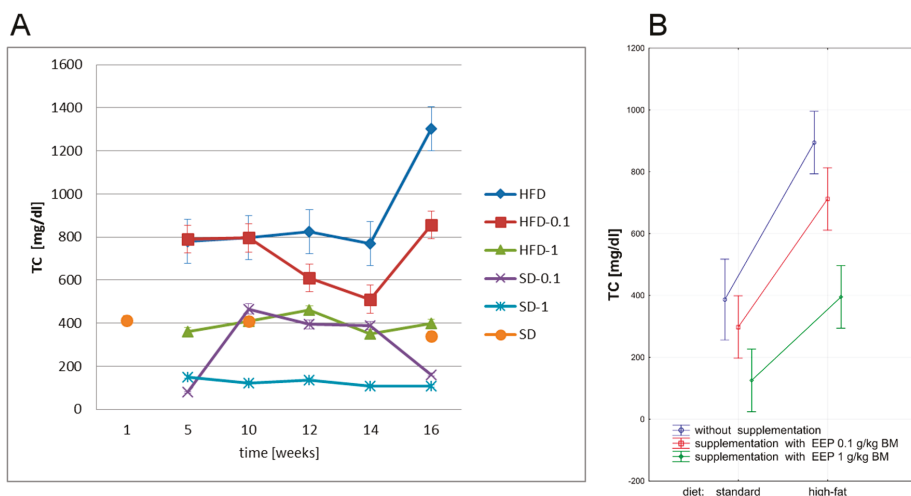 A
B
1600
1400
1200
1000
800
600
400
200
0
TC [mg/dl]
1 5 10 12 14 16
time [weeks]
HFD
HFD-0.1
HFD-1
SD-0.1
SD-1
SD
1200
1000
800
600
400
200
0
-200
TC [mg/dl]
without supplementation
supplementation with EEP 0.1 g/kg BM
supplementation with EEP 1 g/kg BM
diet: standard high-fat